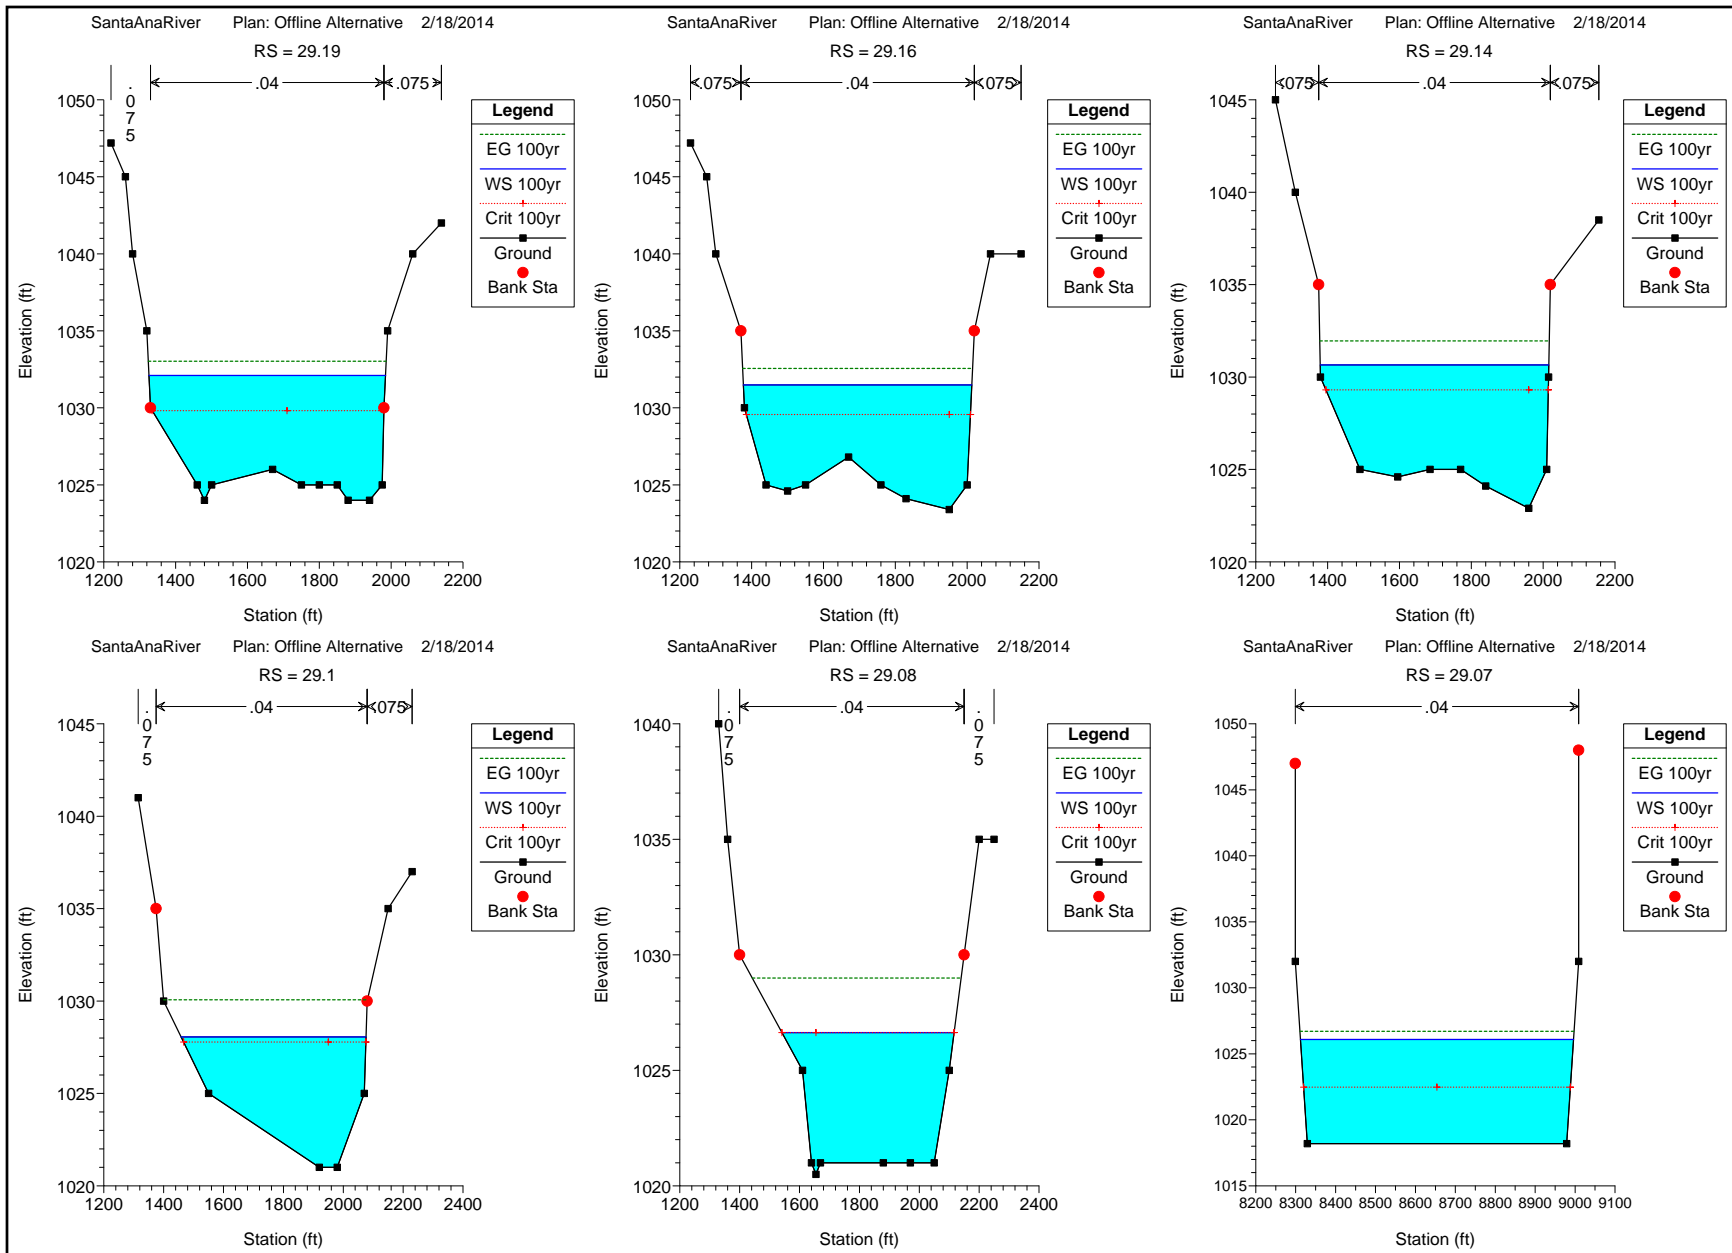 SantaAnaRiver Plan: Offline Alternative 2/18/2014
RS = 29.19
.075 .04 .075
1050
1045
1040
1035
1030
1025
1020
Elevation (ft)
1200 1400 1600 1800 2000 2200
Station (ft)
Legend
EG 100yr
WS 100yr
Crit 100yr
Ground
Bank Sta
SantaAnaRiver Plan: Offline Alternative 2/18/2014
RS = 29.16
.075 .04 .075
1050
1045
1040
1035
1030
1025
1020
Elevation (ft)
1200 1400 1600 1800 2000 2200
Station (ft)
Legend
EG 100yr
WS 100yr
Crit 100yr
Ground
Bank Sta
SantaAnaRiver Plan: Offline Alternative 2/18/2014
RS = 29.14
.075 .04 .075
1045
1040
1035
1030
1025
1020
Elevation (ft)
1200 1400 1600 1800 2000 2200
Station (ft)
Legend
EG 100yr
WS 100yr
Crit 100yr
Ground
Bank Sta
SantaAnaRiver Plan: Offline Alternative 2/18/2014
RS = 29.1
.075 .04 .075
1045
1040
1035
1030
1025
1020
Elevation (ft)
1200 1400 1600 1800 2000 2200 2400
Station (ft)
Legend
EG 100yr
WS 100yr
Crit 100yr
Ground
Bank Sta
SantaAnaRiver Plan: Offline Alternative 2/18/2014
RS = 29.08
.075 .04 .075
1040
1035
1030
1025
1020
Elevation (ft)
1200 1400 1600 1800 2000 2200 2400
Station (ft)
Legend
EG 100yr
WS 100yr
Crit 100yr
Ground
Bank Sta
SantaAnaRiver Plan: Offline Alternative 2/18/2014
RS = 29.07
.04
1050
1045
1040
1035
1030
1025
1020
1015
Elevation (ft)
8200 8300 8400 8500 8600 8700 8800 8900 9000 9100
Station (ft)
Legend
EG 100yr
WS 100yr
Crit 100yr
Ground
Bank Sta